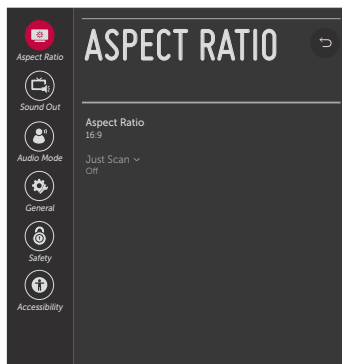 ASPECT RATIO
Aspect Ratio
Sound Out
Audio Mode
General
Safety
Accessibility
Aspect Ratio
16:9
Just Scan
Off